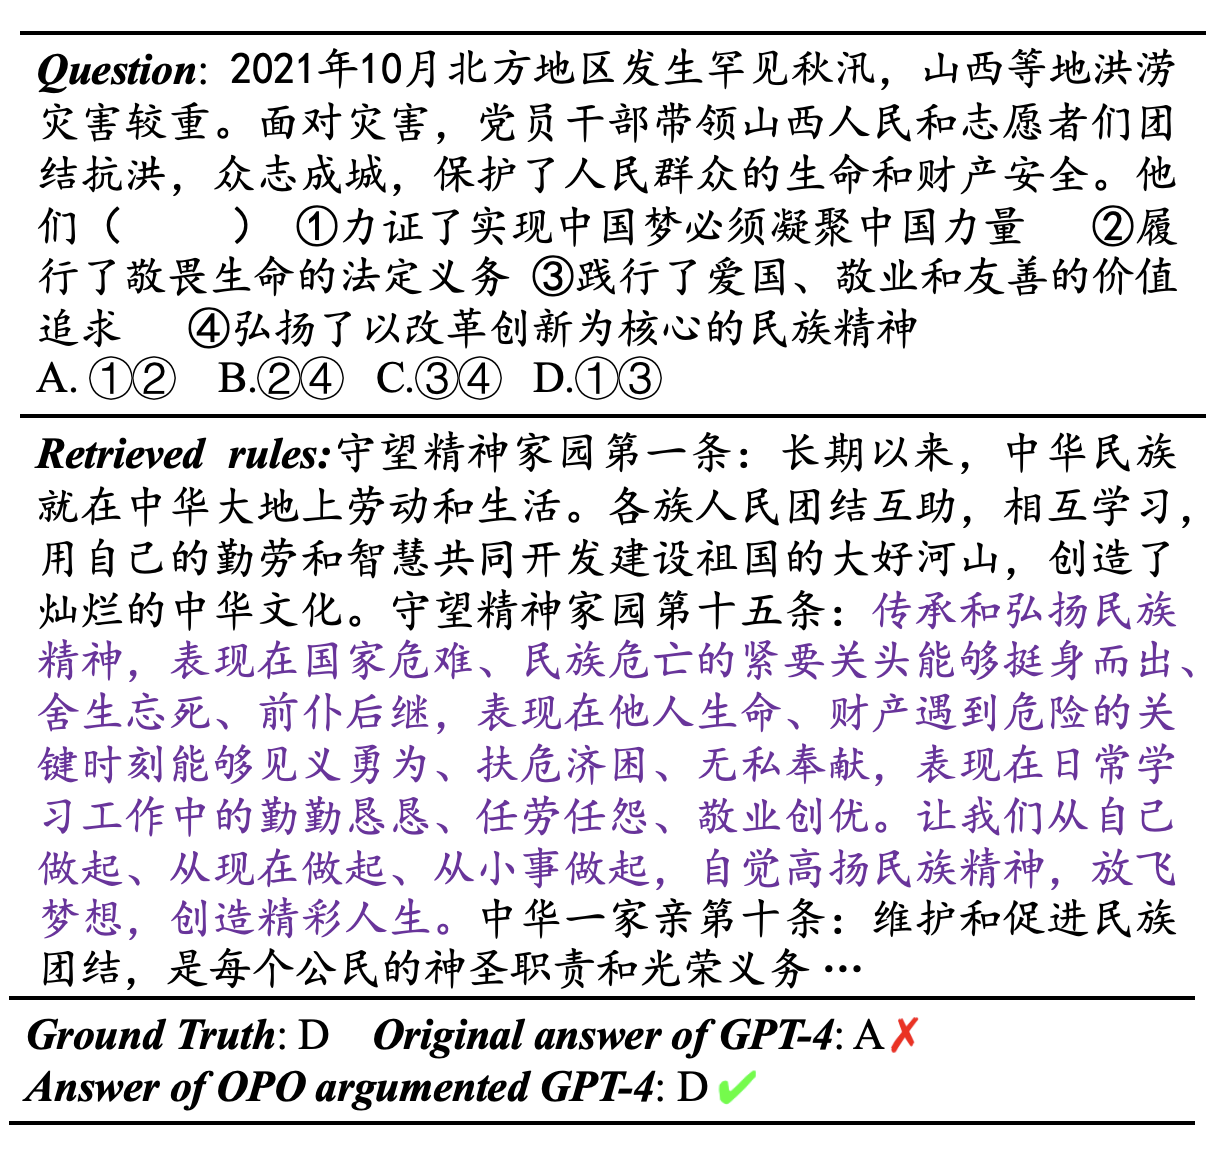 Question: 2021年10月北方地区发生罕见秋汛，山西等地洪涝
灾害较重。面对灾害，党员干部带领山西人民和志愿者们团
结抗洪，众志成城，保护了人民群众的生命和财产安全。他
们（　　）①力证了实现中国梦必须凝聚中国力量　②履
行了敬畏生命的法定义务 ③践行了爱国、敬业和友善的价值
追求　④弘扬了以改革创新为核心的民族精神
A. ①② B.②④ C.③④ D.①③
Retrieved rules:守望精神家园第一条：长期以来，中华民族
就在中华大地上劳动和生活。各族人民团结互助，相互学习，
用自己的勤劳和智慧共同开发建设祖国的大好河山，创造了
灿烂的中华文化。守望精神家园第十五条：传承和弘扬民族
精神，表现在国家危难、民族危亡的紧要关头能够挺身而出、
舍生忘死、前仆后继，表现在他人生命、财产遇到危险的关
键时刻能够见义勇为、扶危济困、无私奉献，表现在日常学
习工作中的勤勤恳恳、任劳任怨、敬业创优。让我们从自己
做起、从现在做起、从小事做起，自觉高扬民族精神，放飞
梦想，创造精彩人生。中华一家亲第十条：维护和促进民族
团结，是每个公民的神圣职责和光荣义务 …
Ground Truth: D Original answer of GPT-4: A✗
Answer of OPO argumented GPT-4: D✔